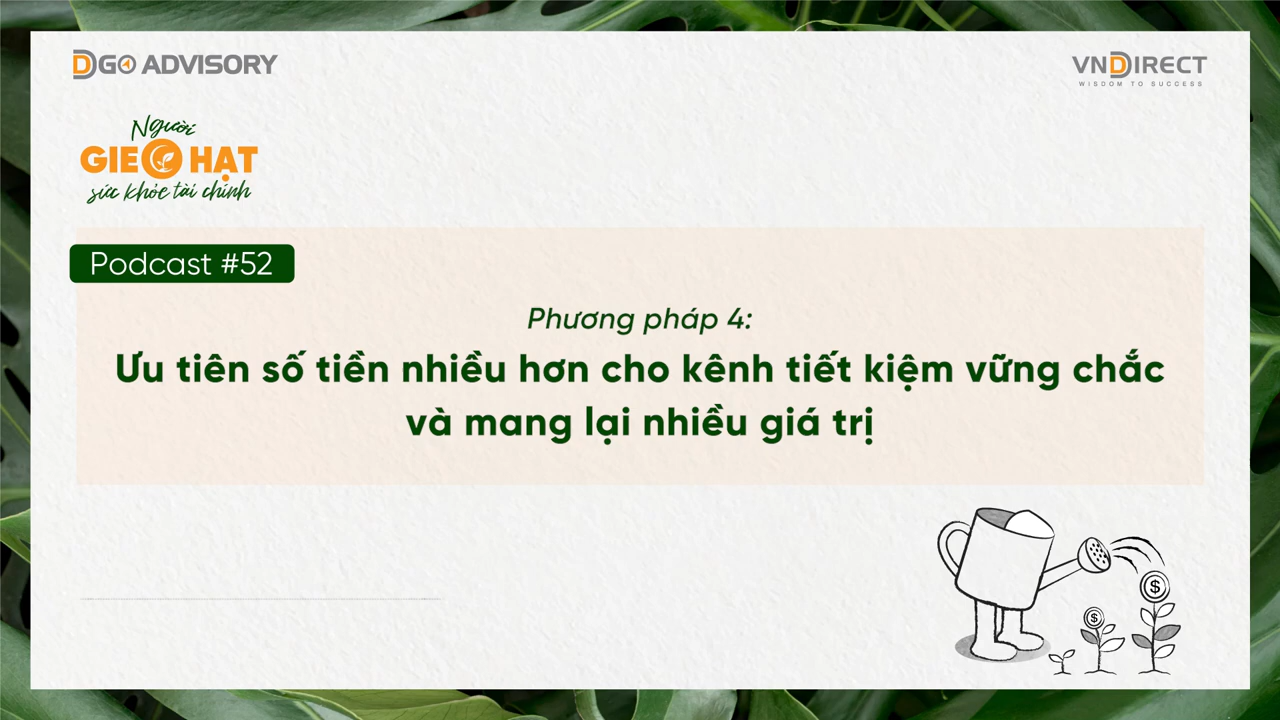 DGO ADVISORY
VNDIRECT
WISDOM TO SUCCESS
Người
GIEO HẠT
sức khỏe tài chính
Podcast #52
Phương pháp 4:
Ưu tiên số tiền nhiều hơn cho kênh tiết kiệm vững chắc
và mang lại nhiều giá trị
$
$